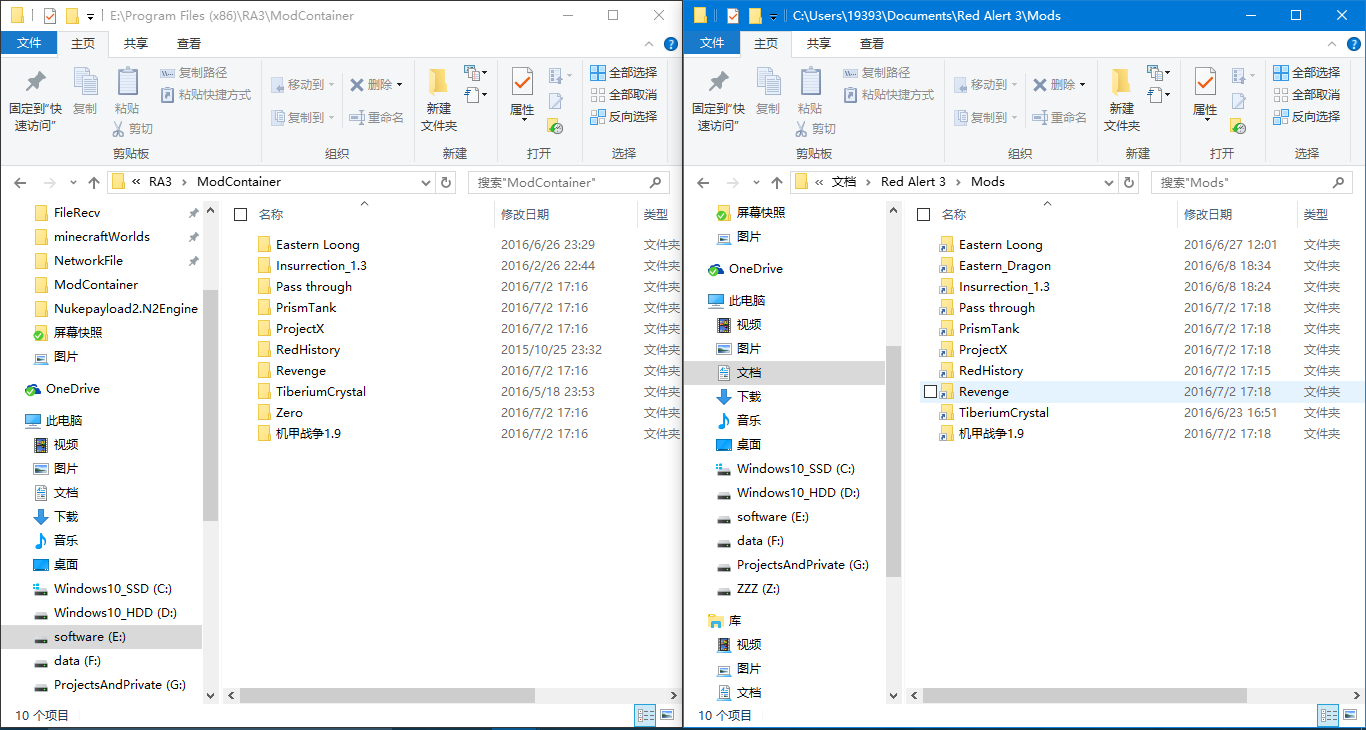 E:\Program Files (x86)\RA3\ModContainer
文件 主页 共享 查看
固定到"快速访问"
复制
粘贴
复制路径
粘贴快捷方式
剪切
剪贴板
移动到
复制到
删除
重命名
组织
新建
文件夹
新建
属性
打开
全部选择
全部取消
反向选择
选择
« RA3 › ModContainer
搜索"ModContainer"
FileRecv
minecraftWorlds
NetworkFile
ModContainer
Nukepayload2.N2Engine
屏幕快照
图片
OneDrive
此电脑
视频
图片
文档
下载
音乐
桌面
Windows10_SSD (C:)
Windows10_HDD (D:)
software (E:)
data (F:)
ProjectsAndPrivate (G:)
名称 修改日期 类型
Eastern Loong 2016/6/26 23:29 文件夹
Insurrection_1.3 2016/2/26 22:44 文件夹
Pass through 2016/7/2 17:16 文件夹
PrismTank 2016/7/2 17:16 文件夹
ProjectX 2016/7/2 17:16 文件夹
RedHistory 2015/10/25 23:32 文件夹
Revenge 2016/7/2 17:16 文件夹
TiberiumCrystal 2016/5/18 23:53 文件夹
Zero 2016/7/2 17:16 文件夹
机甲战争1.9 2016/7/2 17:16 文件夹
10 个项目
C:\Users\19393\Documents\Red Alert 3\Mods
文件 主页 共享 查看
固定到"快速访问"
复制
粘贴
复制路径
粘贴快捷方式
剪切
剪贴板
移动到
复制到
删除
重命名
组织
新建
文件夹
新建
属性
打开
全部选择
全部取消
反向选择
选择
« 文档 › Red Alert 3 › Mods
搜索"Mods"
屏幕快照
图片
OneDrive
此电脑
视频
图片
文档
下载
音乐
桌面
Windows10_SSD (C:)
Windows10_HDD (D:)
software (E:)
data (F:)
ProjectsAndPrivate (G:)
ZZZ (Z:)
库
视频
图片
文档
名称 修改日期 类型
Eastern Loong 2016/6/27 12:01 文件夹
Eastern_Dragon 2016/6/8 18:34 文件夹
Insurrection_1.3 2016/6/8 18:24 文件夹
Pass through 2016/7/2 17:18 文件夹
PrismTank 2016/7/2 17:18 文件夹
ProjectX 2016/7/2 17:18 文件夹
RedHistory 2016/7/2 17:15 文件夹
Revenge 2016/7/2 17:18 文件夹
TiberiumCrystal 2016/6/23 16:51 文件夹
机甲战争1.9 2016/7/2 17:18 文件夹
10 个项目